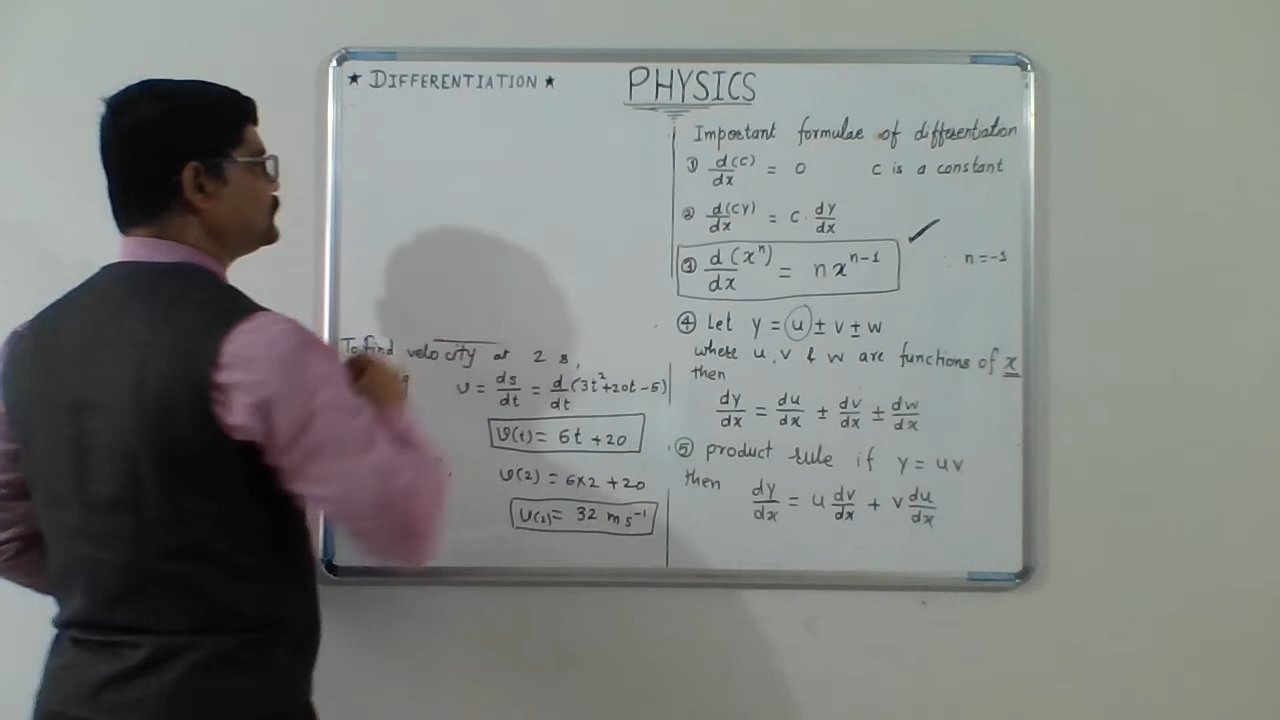 ★ DIFFERENTIATION ★
PHYSICS
To find velocity at 2 s,
v = ds/dt = d/dt (3t²+20t-5)
v(t) = 6t +20
v(2) = 6x2 +20
v(2) = 32 ms⁻¹
Important formulae of differentiation
① d(c)/dx = 0 c is a constant
② d(cy)/dx = c · dy/dx
③ d(xⁿ)/dx = n xⁿ⁻¹ ✓ n = -1
④ Let y = u ± v ± w
where u, v & w are functions of x
then
dy/dx = du/dx ± dv/dx ± dw/dx
⑤ product rule if y = uv
then dy/dx = u dv/dx + v du/dx